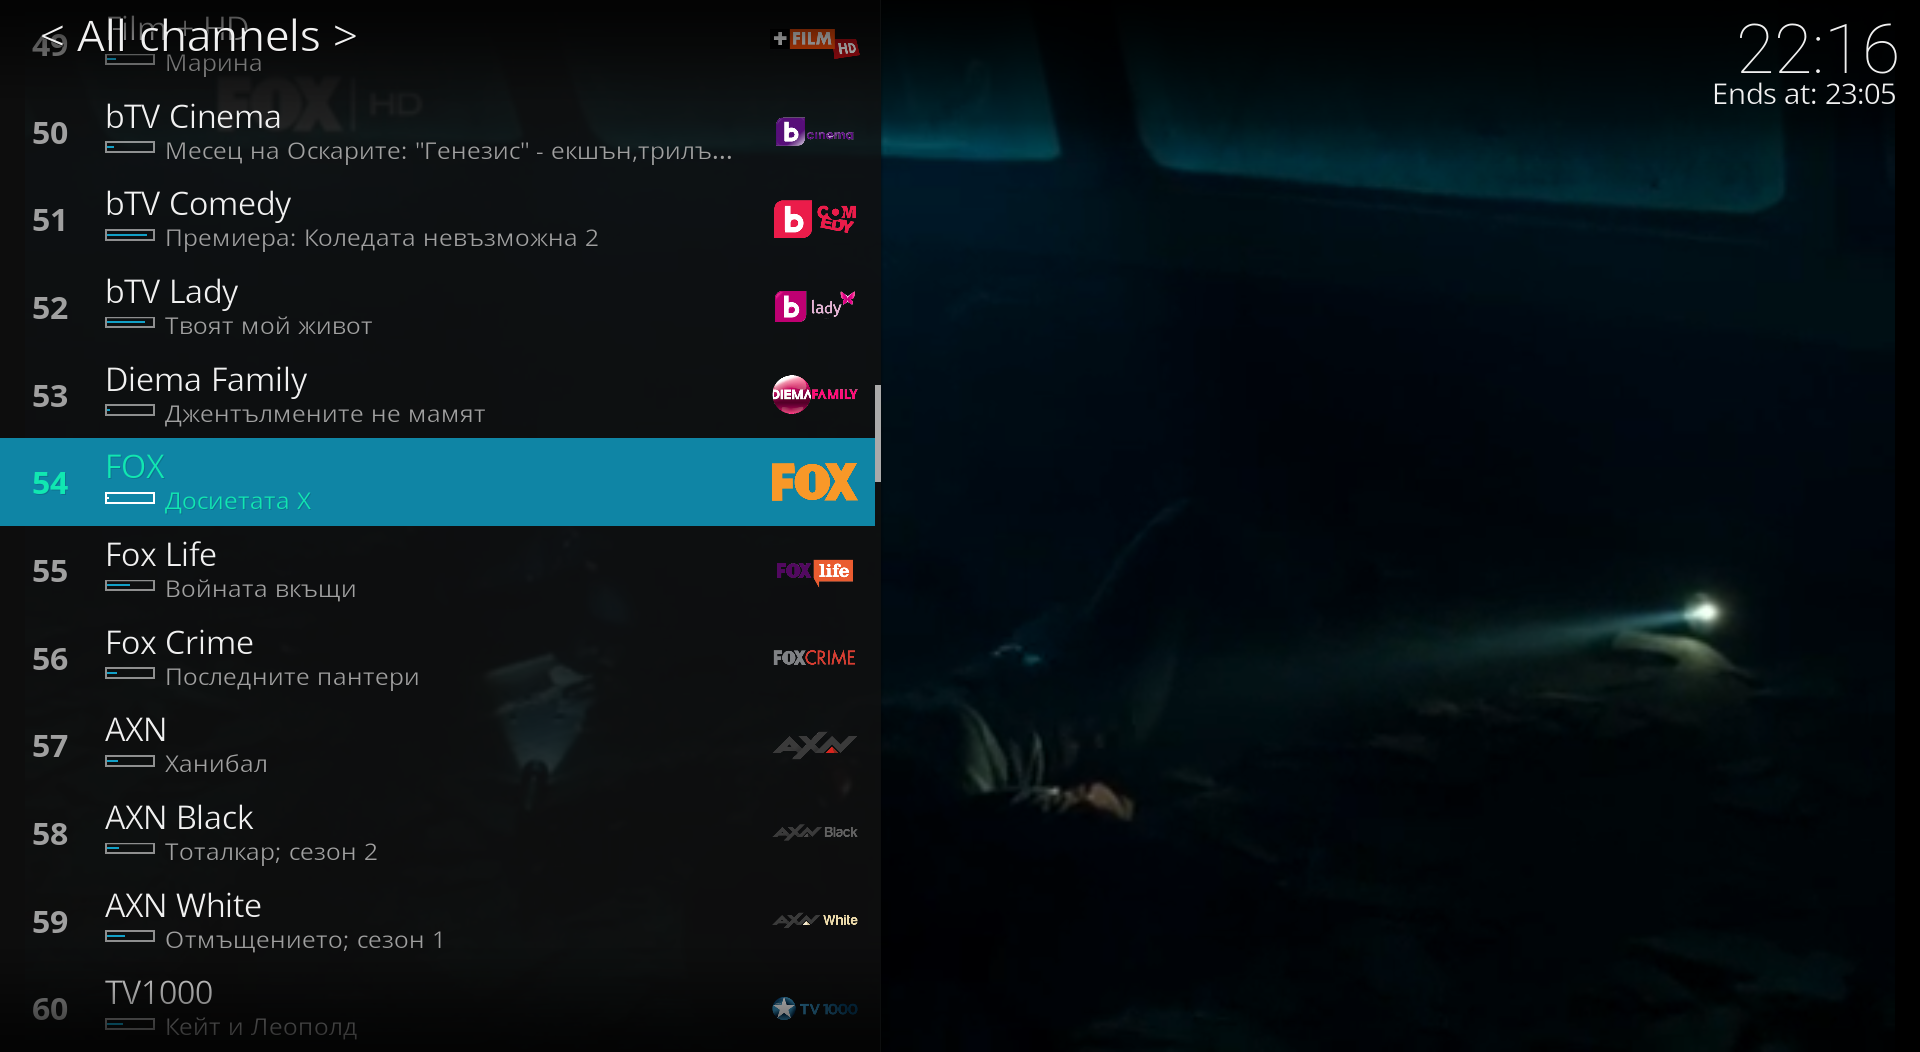 < All channels >
22:16
Ends at: 23:05
49 Film + HD
Марина
+FILM HD
FOX | HD
50 bTV Cinema
Месец на Оскарите: "Генезис" - екшън,трилъ...
b cinema
51 bTV Comedy
Премиера: Коледата невъзможна 2
b COMEDY
52 bTV Lady
Твоят мой живот
b lady
53 Diema Family
Джентълмените не мамят
DIEMA FAMILY
54 FOX
Досиетата Х
FOX
55 Fox Life
Войната вкъщи
FOX life
56 Fox Crime
Последните пантери
FOXCRIME
57 AXN
Ханибал
AXN
58 AXN Black
Тоталкар; сезон 2
AXN Black
59 AXN White
Отмъщението; сезон 1
AXN White
60 TV1000
Кейт и Леополд
TV 1000